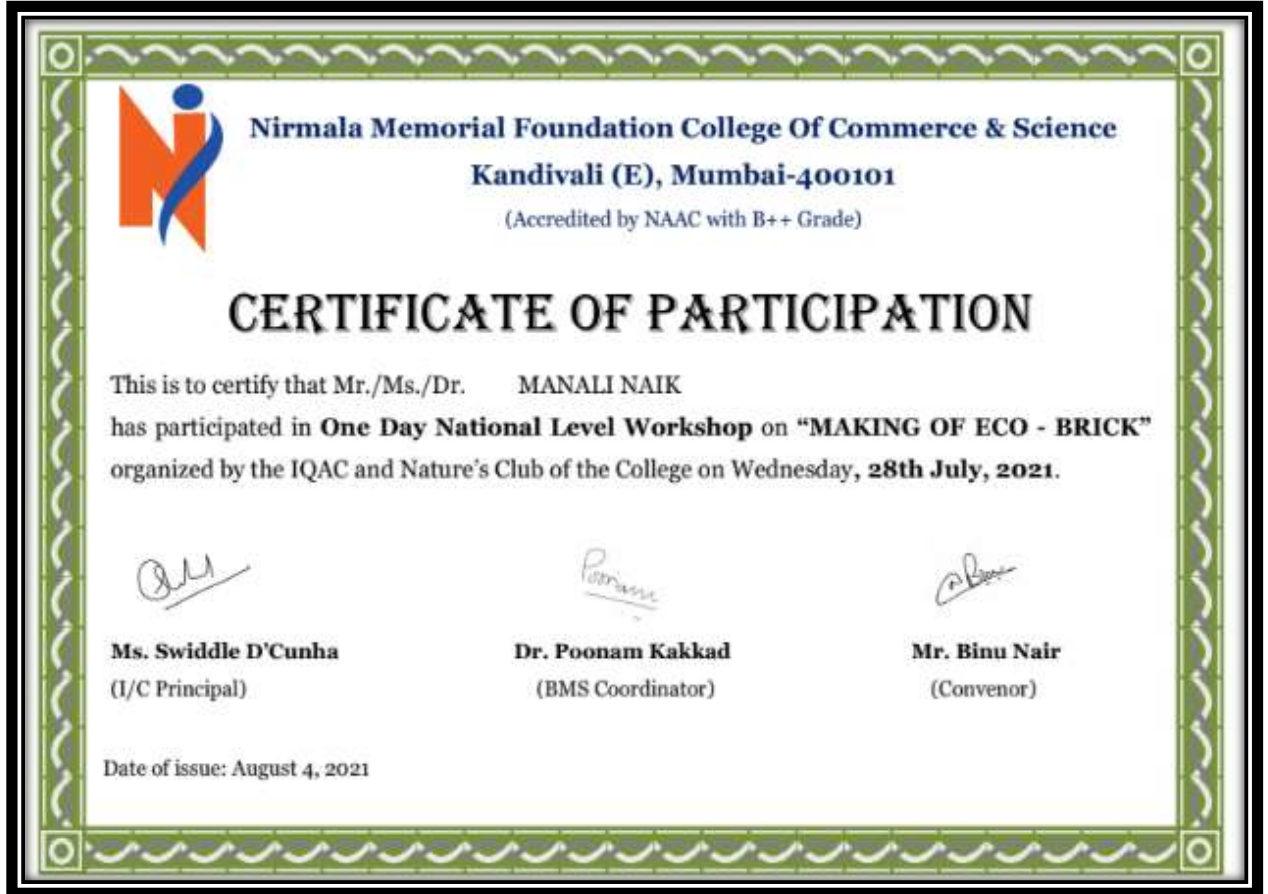 Nirmala Memorial Foundation College Of Commerce & Science
Kandivali (E), Mumbai-400101
(Accredited by NAAC with B++ Grade)
CERTIFICATE OF PARTICIPATION
This is to certify that Mr./Ms./Dr. MANALI NAIK
has participated in One Day National Level Workshop on “MAKING OF ECO - BRICK”
organized by the IQAC and Nature’s Club of the College on Wednesday, 28th July, 2021.
Poonam
Ms. Swiddle D'Cunha Dr. Poonam Kakkad Mr. Binu Nair
(I/C Principal) (BMS Coordinator) (Convenor)
Date of issue: August 4, 2021